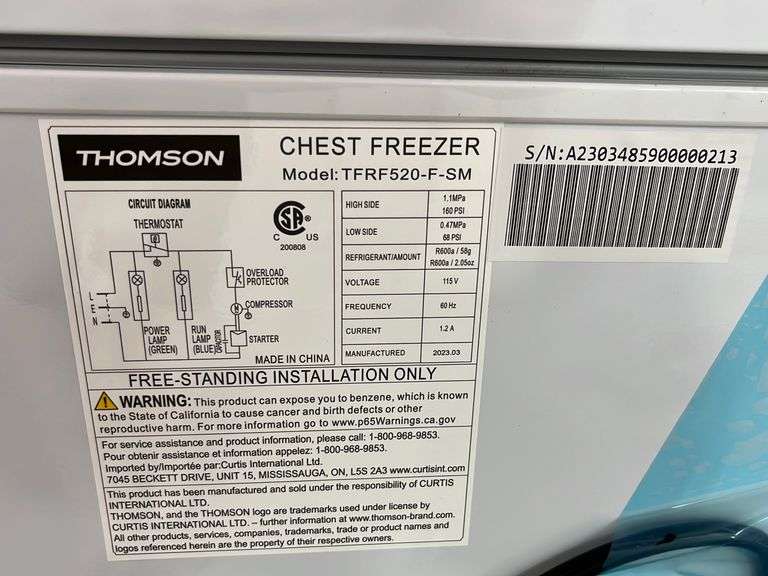 THOMSON
CHEST FREEZER
Model: TFRF520-F-SM
CIRCUIT DIAGRAM
THERMOSTAT
L
E
N
OVERLOAD
PROTECTOR
M
COMPRESSOR
CAPACITOR
STARTER
POWER
LAMP
(GREEN)
RUN
LAMP
(BLUE)
MADE IN CHINA
CSA
C US
200808
HIGH SIDE 1.1MPa
160 PSI
LOW SIDE 0.47MPa
68 PSI
REFRIGERANT/AMOUNT R600a / 58g
R600a / 2.05oz
VOLTAGE 115 V
FREQUENCY 60 Hz
CURRENT 1.2 A
MANUFACTURED 2023.03
FREE-STANDING INSTALLATION ONLY
WARNING: This product can expose you to benzene, which is known
to the State of California to cause cancer and birth defects or other
reproductive harm. For more information go to www.p65Warnings.ca.gov
For service assistance and product information, please call: 1-800-968-9853.
Pour obtenir assistance et information appelez: 1-800-968-9853.
Imported by/Importée par:Curtis International Ltd.
7045 BECKETT DRIVE, UNIT 15, MISSISSAUGA, ON, L5S 2A3 www.curtisint.com
This product has been manufactured and sold under the responsibility of CURTIS
INTERNATIONAL LTD.
THOMSON, and the THOMSON logo are trademarks used under license by
CURTIS INTERNATIONAL LTD. – further information at www.thomson-brand.com.
All other products, services, companies, trademarks, trade or product names and
logos referenced herein are the property of their respective owners.
S/N:A2303485900000213